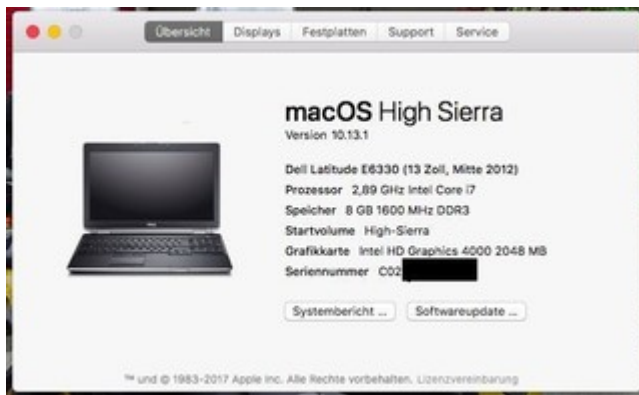 Übersicht Displays Festplatten Support Service
macOS High Sierra
Version 10.13.1
Dell Latitude E6330 (13 Zoll, Mitte 2012)
Prozessor 2,89 GHz Intel Core i7
Speicher 8 GB 1600 MHz DDR3
Startvolume High-Sierra
Grafikkarte Intel HD Graphics 4000 2048 MB
Seriennummer C02
Systembericht ... Softwareupdate ...
™ und © 1983-2017 Apple Inc. Alle Rechte vorbehalten. Lizenzvereinbarung